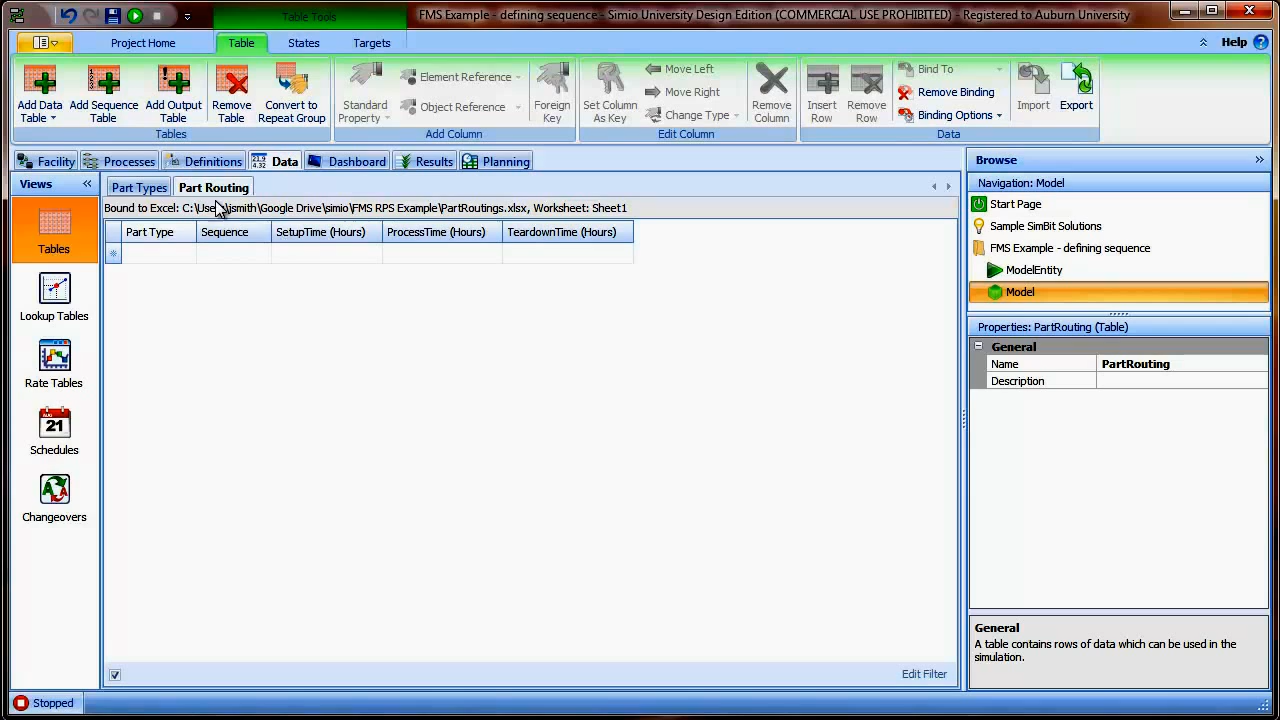 Table Tools
FMS Example - defining sequence - Simio University Design Edition (COMMERCIAL USE PROHIBITED) - Registered to Auburn University
Project Home
Table
States
Targets
Help
Add Data Table
Add Sequence Table
Add Output Table
Remove Table
Convert to Repeat Group
Tables
Standard Property
Element Reference
Object Reference
Foreign Key
Add Column
Set Column As Key
Move Left
Move Right
Change Type
Remove Column
Edit Column
Insert Row
Remove Row
Bind To
Remove Binding
Binding Options
Import
Export
Data
Facility
Processes
Definitions
Data
Dashboard
Results
Planning
Views
Tables
Lookup Tables
Rate Tables
Schedules
Changeovers
Part Types
Part Routing
Bound to Excel: C:\Users\jsmith\Google Drive\simio\FMS RPS Example\PartRoutings.xlsx, Worksheet: Sheet1
Part Type
Sequence
SetupTime (Hours)
ProcessTime (Hours)
TeardownTime (Hours)
Edit Filter
Browse
Navigation: Model
Start Page
Sample SimBit Solutions
FMS Example - defining sequence
ModelEntity
Model
Properties: PartRouting (Table)
General
Name
PartRouting
Description
General
A table contains rows of data which can be used in the
simulation.
Stopped